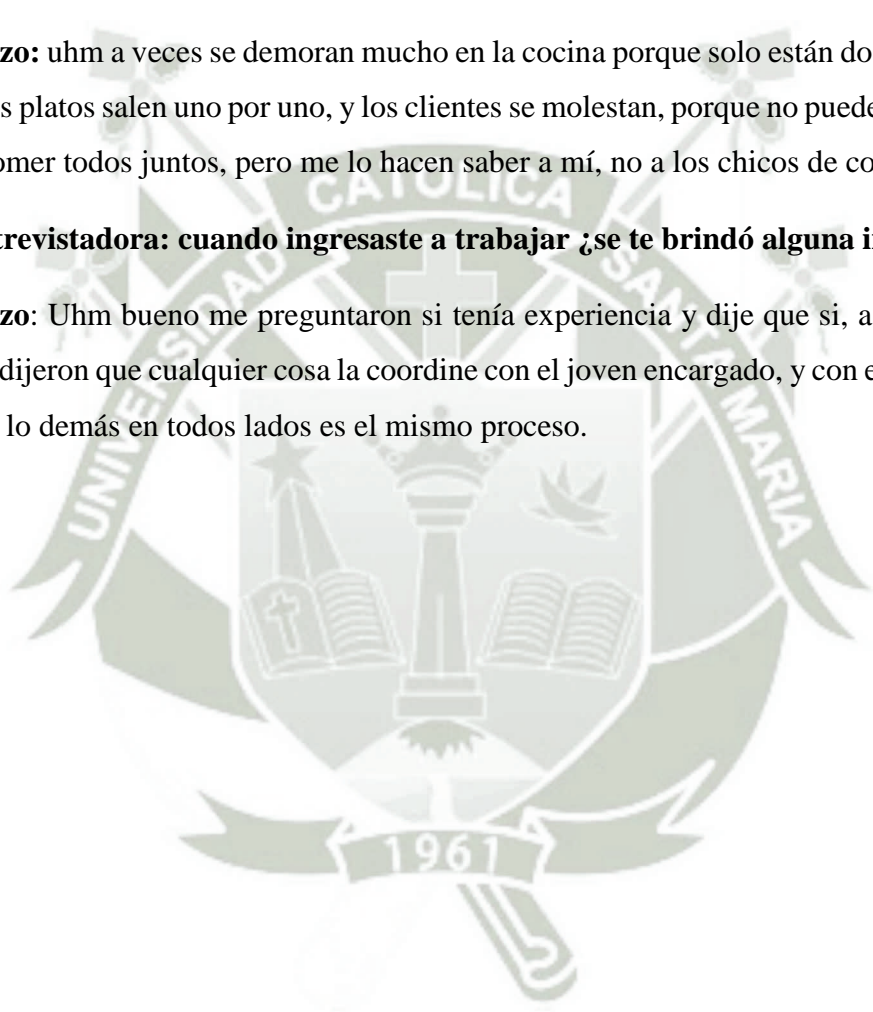 zo: uhm a veces se demoran mucho en la cocina porque solo están do
s platos salen uno por uno, y los clientes se molestan, porque no puede
omer todos juntos, pero me lo hacen saber a mí, no a los chicos de co
trevistadora: cuando ingresaste a trabajar ¿se te brindó alguna i
zo: Uhm bueno me preguntaron si tenía experiencia y dije que si, a
dijeron que cualquier cosa la coordine con el joven encargado, y con e
lo demás en todos lados es el mismo proceso.
UNIVERSIDAD CATOLICA SANTA MARIA
1961